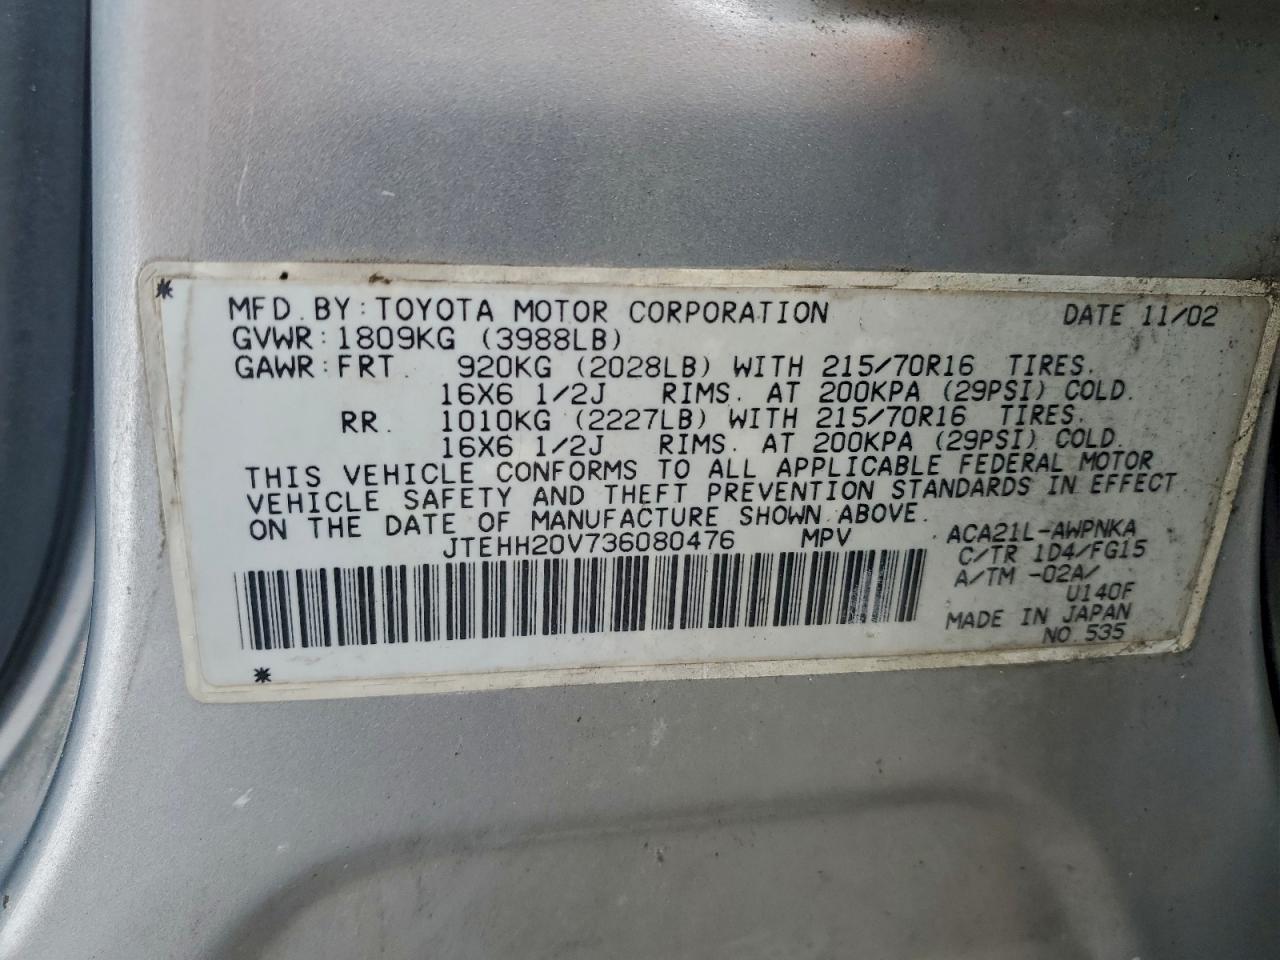 MFD. BY: TOYOTA MOTOR CORPORATION DATE 11/02
GVWR: 1809KG (3988LB)
GAWR: FRT. 920KG (2028LB) WITH 215/70R16 TIRES.
16X6 1/2J RIMS. AT 200KPA (29PSI) COLD.
RR. 1010KG (2227LB) WITH 215/70R16 TIRES.
16X6 1/2J RIMS. AT 200KPA (29PSI) COLD.
THIS VEHICLE CONFORMS TO ALL APPLICABLE FEDERAL MOTOR
VEHICLE SAFETY AND THEFT PREVENTION STANDARDS IN EFFECT
ON THE DATE OF MANUFACTURE SHOWN ABOVE.
JTEHH20V736080476 MPV
ACA21L-AWPNKA
C/TR 1D4/FG15
A/TM -02A/
U140F
MADE IN JAPAN
NO 535